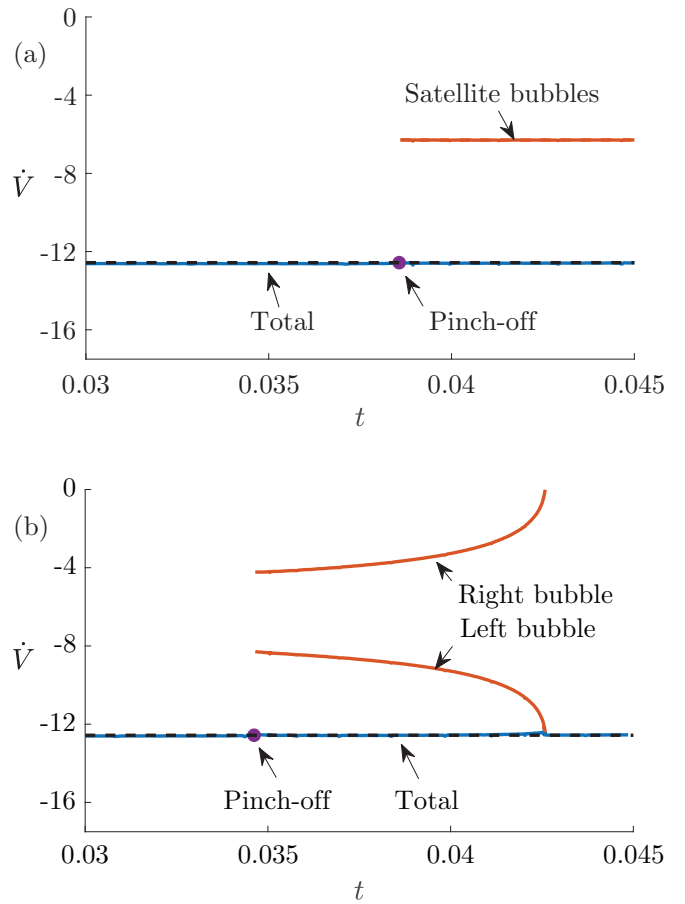 0
(a)
-4
Satellite bubbles
V̇
-8
-12
Total
Pinch-off
-16
0.03
0.035
0.04
0.045
t
0
(b)
-4
Right bubble
Left bubble
V̇
-8
-12
Pinch-off
Total
-16
0.03
0.035
0.04
0.045
t